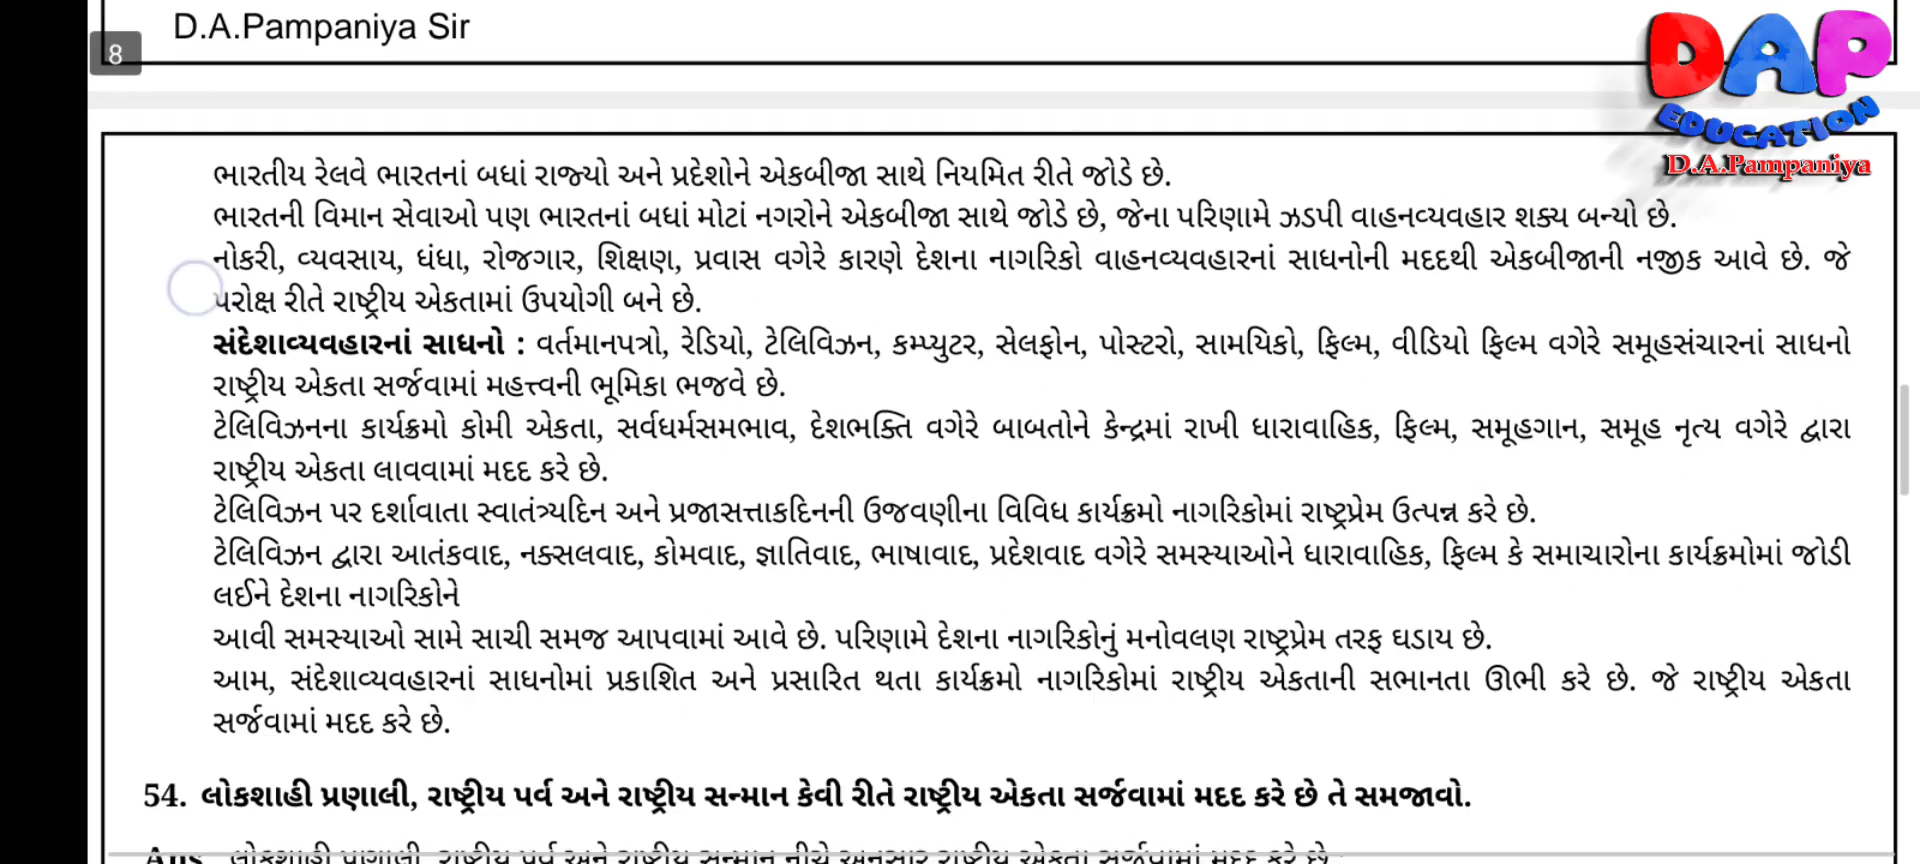 D.A.Pampaniya Sir
8
DAP
EDUCATION
D.A.Pampaniya
ભારતીય રેલવે ભારતનાં બધાં રાજ્યો અને પ્રદેશોને એકબીજા સાથે નિયમિત રીતે જોડે છે.
ભારતની વિમાન સેવાઓ પણ ભારતનાં બધાં મોટાં નગરોને એકબીજા સાથે જોડે છે, જેના પરિણામે ઝડપી વાહનવ્યવહાર શક્ય બન્યો છે.
નોકરી, વ્યવસાય, ધંધા, રોજગાર, શિક્ષણ, પ્રવાસ વગેરે કારણે દેશના નાગરિકો વાહનવ્યવહારનાં સાધનોની મદદથી એકબીજાની નજીક આવે છે. જે
પરોક્ષ રીતે રાષ્ટ્રીય એકતામાં ઉપયોગી બને છે.
સંદેશાવ્યવહારનાં સાધનો : વર્તમાનપત્રો, રેડિયો, ટેલિવિઝન, કમ્પ્યુટર, સેલફોન, પોસ્ટરો, સામયિકો, ફિલ્મ, વીડિયો ફિલ્મ વગેરે સમૂહસંચારનાં સાધનો
રાષ્ટ્રીય એકતા સર્જવામાં મહત્ત્વની ભૂમિકા ભજવે છે.
ટેલિવિઝનના કાર્યક્રમો કોમી એકતા, સર્વધર્મસમભાવ, દેશભક્તિ વગેરે બાબતોને કેન્દ્રમાં રાખી ધારાવાહિક, ફિલ્મ, સમૂહગાન, સમૂહ નૃત્ય વગેરે દ્વારા
રાષ્ટ્રીય એકતા લાવવામાં મદદ કરે છે.
ટેલિવિઝન પર દર્શાવાતા સ્વાતંત્ર્યદિન અને પ્રજાસત્તાકદિનની ઉજવણીના વિવિધ કાર્યક્રમો નાગરિકોમાં રાષ્ટ્રપ્રેમ ઉત્પન્ન કરે છે.
ટેલિવિઝન દ્વારા આતંકવાદ, નક્સલવાદ, કોમવાદ, જ્ઞાતિવાદ, ભાષાવાદ, પ્રદેશવાદ વગેરે સમસ્યાઓને ધારાવાહિક, ફિલ્મ કે સમાચારોના કાર્યક્રમોમાં જોડી
લઈને દેશના નાગરિકોને
આવી સમસ્યાઓ સામે સાચી સમજ આપવામાં આવે છે. પરિણામે દેશના નાગરિકોનું મનોવલણ રાષ્ટ્રપ્રેમ તરફ ઘડાય છે.
આમ, સંદેશાવ્યવહારનાં સાધનોમાં પ્રકાશિત અને પ્રસારિત થતા કાર્યક્રમો નાગરિકોમાં રાષ્ટ્રીય એકતાની સભાનતા ઊભી કરે છે. જે રાષ્ટ્રીય એકતા
સર્જવામાં મદદ કરે છે.
54. લોકશાહી પ્રણાલી, રાષ્ટ્રીય પર્વ અને રાષ્ટ્રીય સન્માન કેવી રીતે રાષ્ટ્રીય એકતા સર્જવામાં મદદ કરે છે તે સમજાવો.